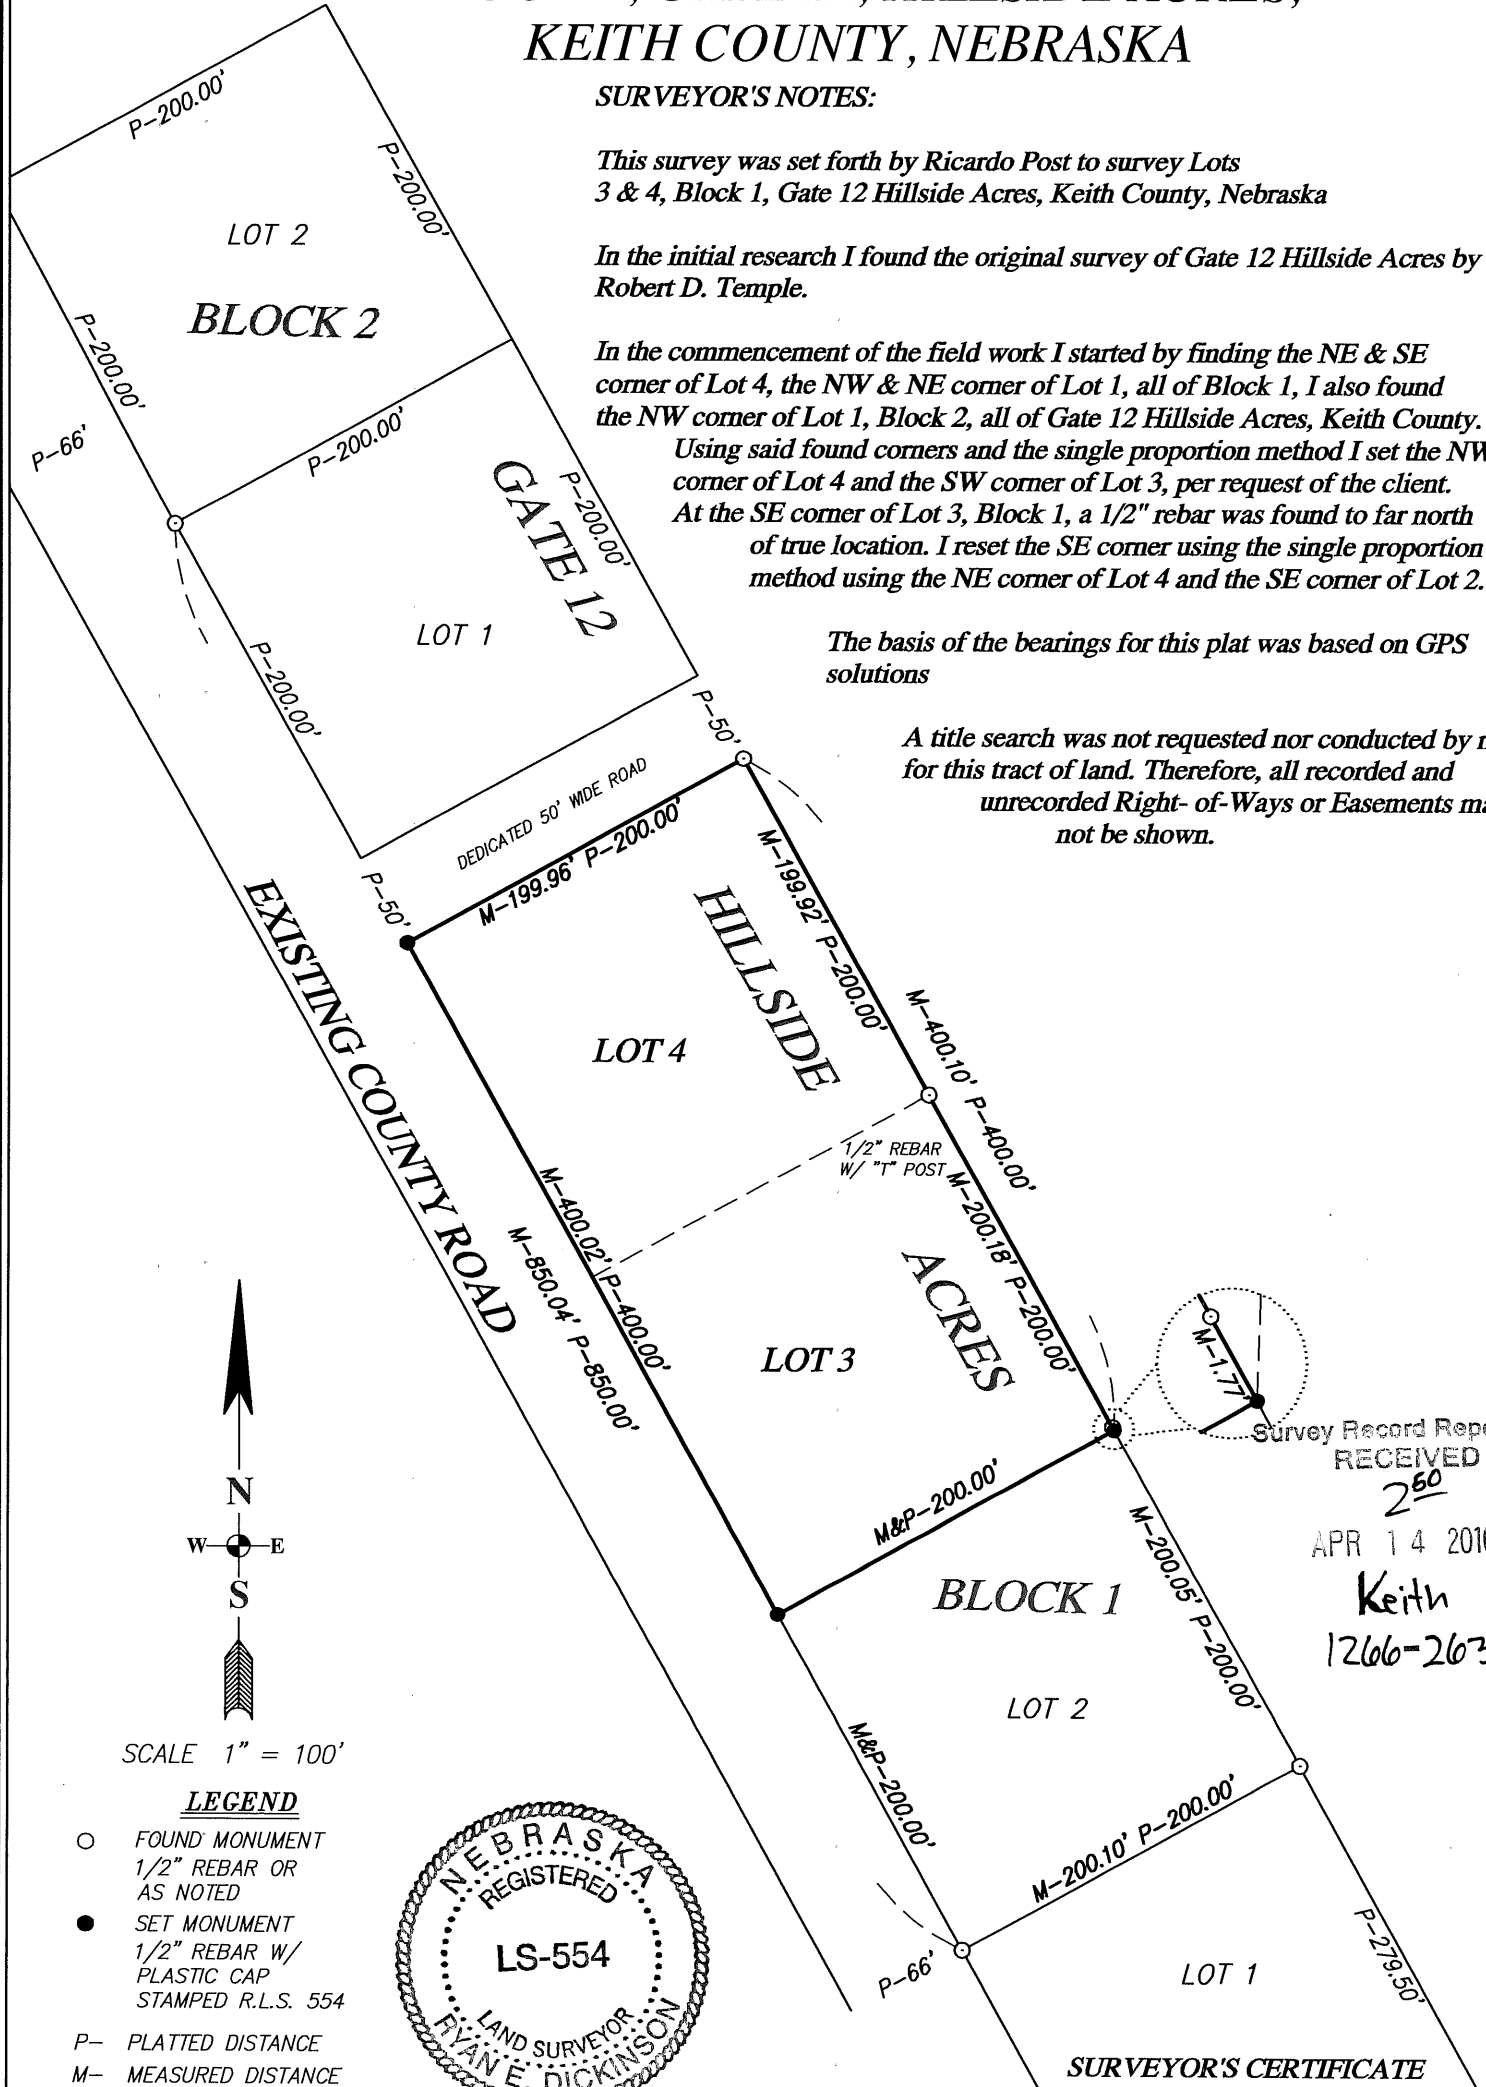 KEITH COUNTY, NEBRASKA
SURVEYOR'S NOTES:
This survey was set forth by Ricardo Post to survey Lots
3 & 4, Block 1, Gate 12 Hillside Acres, Keith County, Nebraska
In the initial research I found the original survey of Gate 12 Hillside Acres by
Robert D. Temple.
In the commencement of the field work I started by finding the NE & SE
corner of Lot 4, the NW & NE corner of Lot 1, all of Block 1, I also found
the NW corner of Lot 1, Block 2, all of Gate 12 Hillside Acres, Keith County.
Using said found corners and the single proportion method I set the NW
corner of Lot 4 and the SW corner of Lot 3, per request of the client.
At the SE corner of Lot 3, Block 1, a 1/2" rebar was found to far north
of true location. I reset the SE corner using the single proportion
method using the NE corner of Lot 4 and the SE corner of Lot 2.
The basis of the bearings for this plat was based on GPS
solutions
A title search was not requested nor conducted by
for this tract of land. Therefore, all recorded and
unrecorded Right- of-Ways or Easements
not be shown.
P-200.00'
P-200.00'
LOT 2
BLOCK 2
P-200.00'
P-66'
P-200.00'
GATE 12
P-200.00'
LOT 1
P-200.00'
P-50'
DEDICATED 50' WIDE ROAD
P-50'
M-199.96' P-200.00'
M-199.92' P-200.00'
HILLSIDE
EXISTING COUNTY ROAD
LOT 4
M-400.10' P-400.00'
1/2" REBAR
W/ "T" POST
M-400.02' P-400.00'
M-850.04' P-850.00'
M-200.18' P-200.00'
ACRES
LOT 3
M-1.77'
Survey Record
RECEIVED
2 50
APR 14
Keith
M&P-200.00'
BLOCK 1
M-200.05' P-200.00'
LOT 2
M&P-200.00'
M-200.10' P-200.00'
P-66'
LOT 1
P-279.50'
N
W E
S
SCALE 1" = 100'
LEGEND
FOUND MONUMENT
1/2" REBAR OR
AS NOTED
SET MONUMENT
1/2" REBAR W/
PLASTIC CAP
STAMPED R.L.S. 554
P- PLATTED DISTANCE
M- MEASURED DISTANCE
NEBRASKA
REGISTERED
LS-554
LAND SURVEYOR
RYAN E. DICKINSON
SURVEYOR'S CERTIFICATE